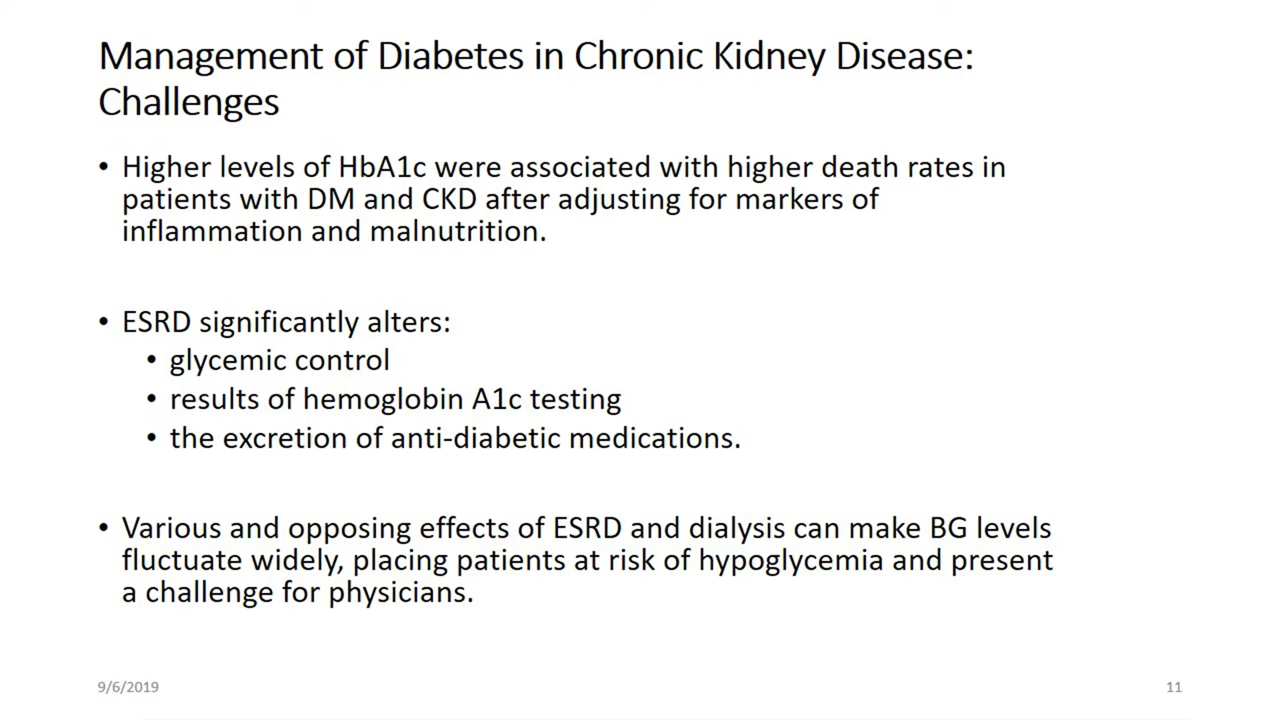 Management of Diabetes in Chronic Kidney Disease:
Challenges
• Higher levels of HbA1c were associated with higher death rates in
patients with DM and CKD after adjusting for markers of
inflammation and malnutrition.
• ESRD significantly alters:
• glycemic control
• results of hemoglobin A1c testing
• the excretion of anti-diabetic medications.
• Various and opposing effects of ESRD and dialysis can make BG levels
fluctuate widely, placing patients at risk of hypoglycemia and present
a challenge for physicians.
9/6/2019
11